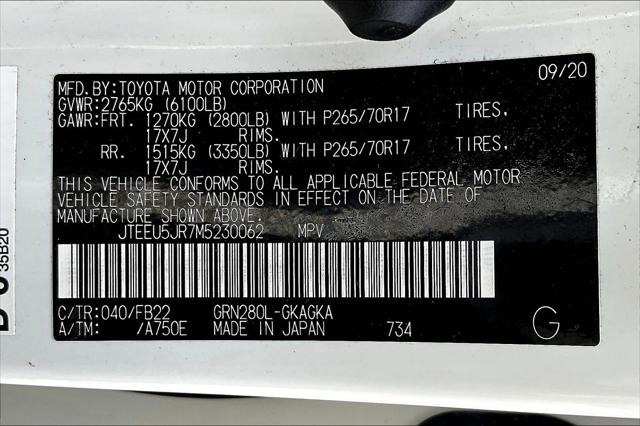 MFD.BY:TOYOTA MOTOR CORPORATION 09/20
GVWR:2765KG (6100LB)
GAWR:FRT. 1270KG (2800LB) WITH P265/70R17 TIRES,
17X7J RIMS.
RR. 1515KG (3350LB) WITH P265/70R17 TIRES,
17X7J RIMS.
THIS VEHICLE CONFORMS TO ALL APPLICABLE FEDERAL MOTOR
VEHICLE SAFETY STANDARDS IN EFFECT ON THE DATE OF
MANUFACTURE SHOWN ABOVE.
JTEEU5JR7M5230062 MPV
C/TR:040/FB22 GRN280L-GKAGKA
A/TM: /A750E MADE IN JAPAN 734 G
35B20